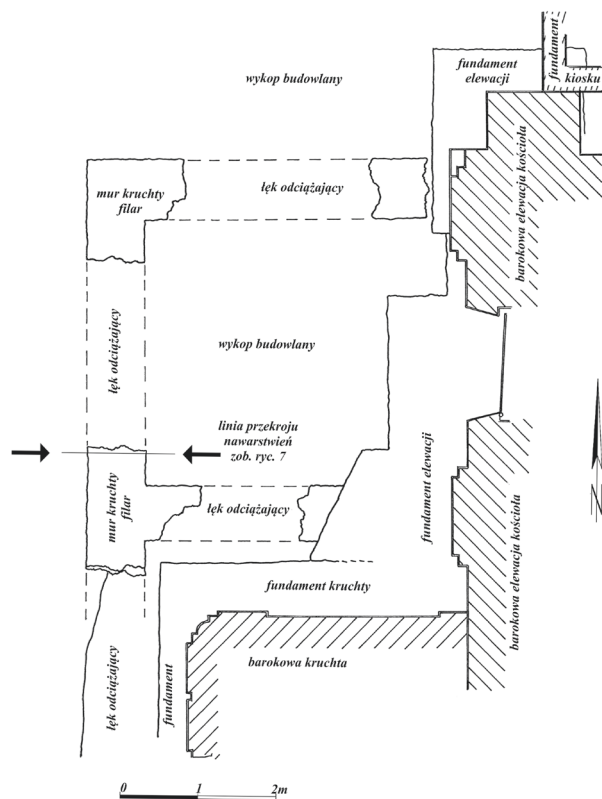 fundament
elewacji
fundament
kiosku
wykop budowlany
mur kruchty
filar
łęk odciążający
barokowa elewacja kościoła
łęk odciążający
wykop budowlany
linia przekroju
nawarstwień
zob. ryc. 7
mur kruchty
filar
łęk odciążający
fundament elewacji
barokowa elewacja kościoła
N
fundament kruchty
barokowa kruchta
łęk odciążający
fundament
0 1 2m